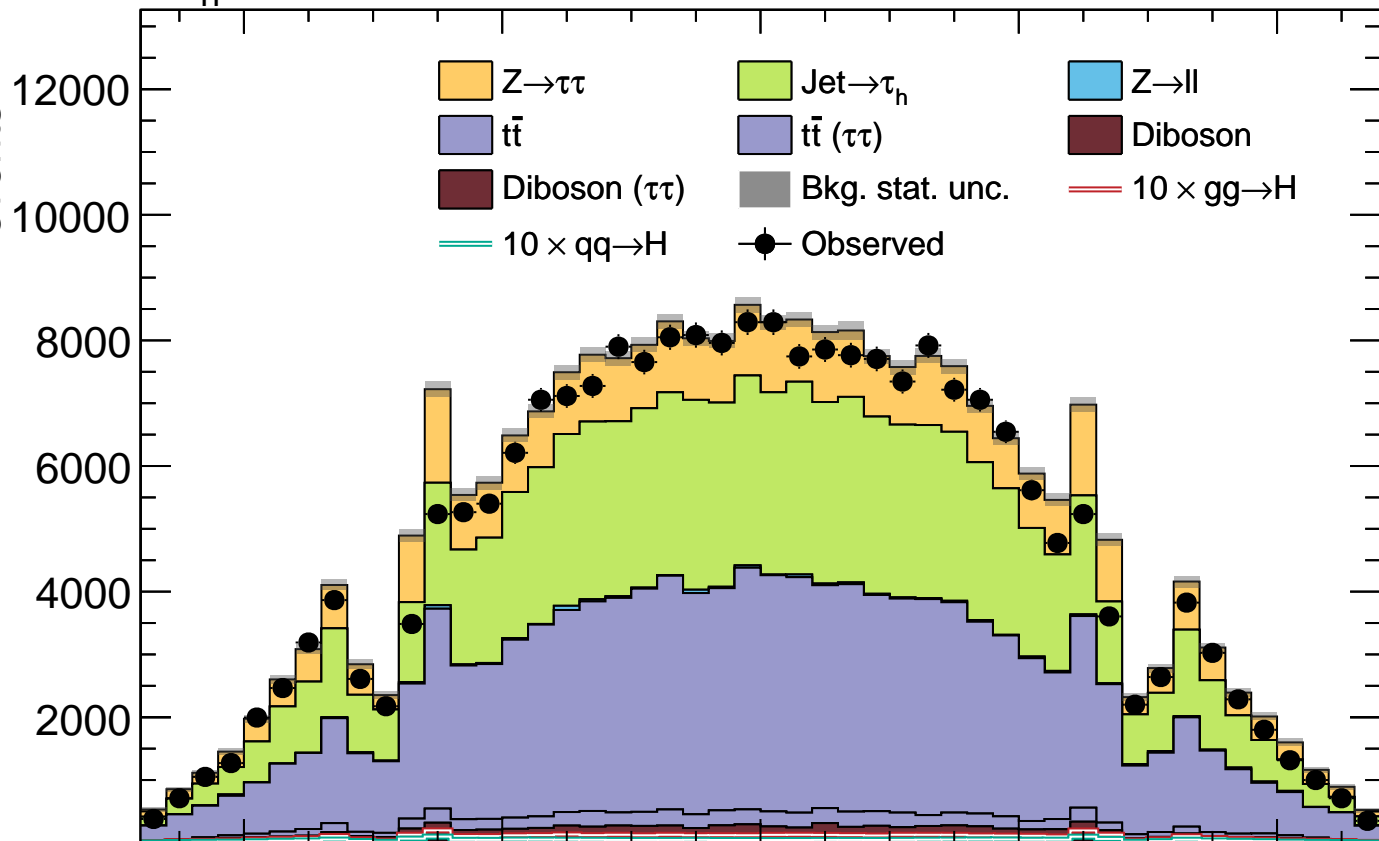 12000
10000
8000
6000
4000
2000
Z→ττ Jet→τh Z→ll
tt̄ tt̄ (ττ) Diboson
Diboson (ττ) Bkg. stat. unc. 10 × gg→H
10 × qq→H Observed